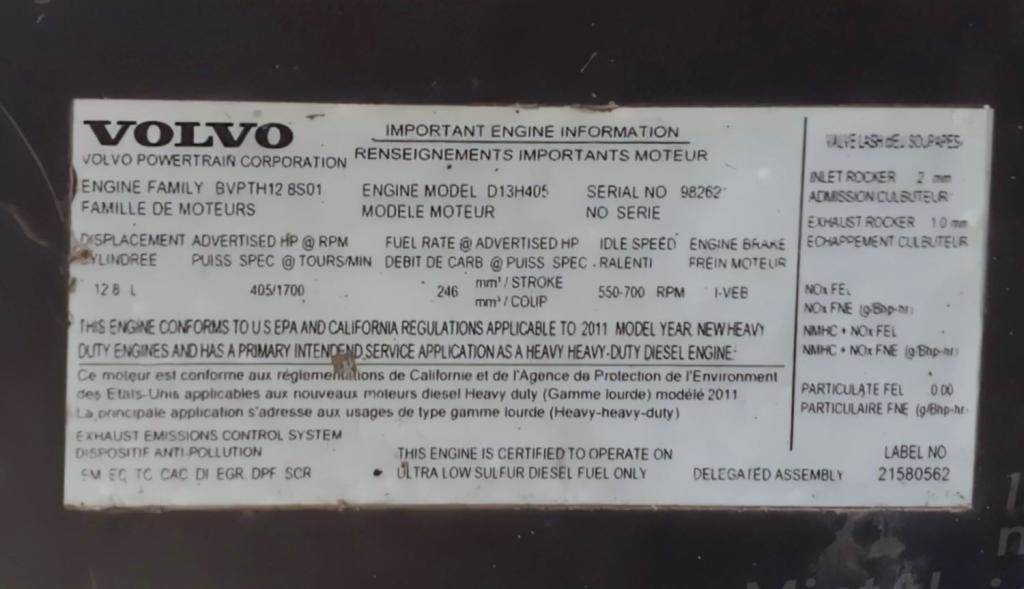 VOLVO
VOLVO POWERTRAIN CORPORATION
IMPORTANT ENGINE INFORMATION
RENSEIGNEMENTS IMPORTANTS MOTEUR
ENGINE FAMILY BVPTH12 8S01 ENGINE MODEL D13H405 SERIAL NO 98262
FAMILLE DE MOTEURS MODELE MOTEUR NO SERIE
DISPLACEMENT ADVERTISED HP @ RPM FUEL RATE @ ADVERTISED HP IDLE SPEED ENGINE BRAKE
CYLINDREE PUISS SPEC @ TOURS/MIN DEBIT DE CARB @ PUISS SPEC RALENTI FREIN MOTEUR
12 8 L 405/1700 246 mm³ / STROKE 550-700 RPM I-VEB
mm³ / COUP
THIS ENGINE CONFORMS TO U S EPA AND CALIFORNIA REGULATIONS APPLICABLE TO 2011 MODEL YEAR NEW HEAVY
DUTY ENGINES AND HAS A PRIMARY INTENDEND SERVICE APPLICATION AS A HEAVY HEAVY-DUTY DIESEL ENGINE.
Ce moteur est conforme aux réglementations de Californie et de l'Agence de Protection de l'Environment
des Etats-Unis applicables aux nouveaux moteurs diesel Heavy duty (Gamme lourde) modélé 2011
La principale application s'adresse aux usages de type gamme lourde (Heavy-heavy-duty)
EXHAUST EMISSIONS CONTROL SYSTEM
DISPOSITIF ANTI-POLLUTION
EM EC TC CAC DI EGR DPF SCR
THIS ENGINE IS CERTIFIED TO OPERATE ON
ULTRA LOW SULFUR DIESEL FUEL ONLY
DELEGATED ASSEMBLY
VALVE LASH SOUPAPES
INLET ROCKER 2 mm
ADMISSION CULBUTEUR
EXHAUST ROCKER 1 0 mm
ECHAPPEMENT CULBUTEUR
NOx FEL
NOx FNE (g/Bhp-hr)
NMHC + NOx FEL
NMHC + NOx FNE (g/Bhp-hr)
PARTICULATE FEL 0.00
PARTICULAIRE FNE (g/Bhp-hr
LABEL NO
21580562